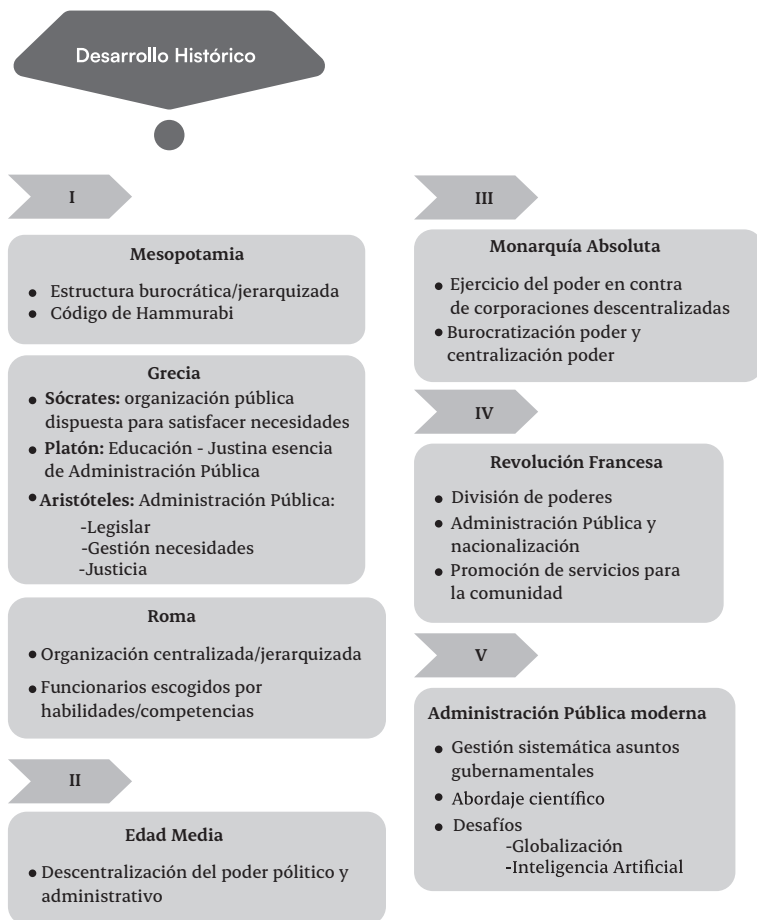 Desarrollo Histórico
I
Mesopotamia
• Estructura burocrática/jerarquizada
• Código de Hammurabi
Grecia
• Sócrates: organización pública
dispuesta para satisfacer necesidades
• Platón: Educación - Justina esencia
de Administración Pública
• Aristóteles: Administración Pública:
-Legislar
-Gestión necesidades
-Justicia
Roma
• Organización centralizada/jerarquizada
• Funcionarios escogidos por
habilidades/competencias
II
Edad Media
• Descentralización del poder pólitico y
administrativo
III
Monarquía Absoluta
• Ejercicio del poder en contra
de corporaciones descentralizadas
• Burocratización poder y
centralización poder
IV
Revolución Francesa
• División de poderes
• Administración Pública y
nacionalización
• Promoción de servicios para
la comunidad
V
Administración Pública moderna
• Gestión sistemática asuntos
gubernamentales
• Abordaje científico
• Desafíos
-Globalización
-Inteligencia Artificial